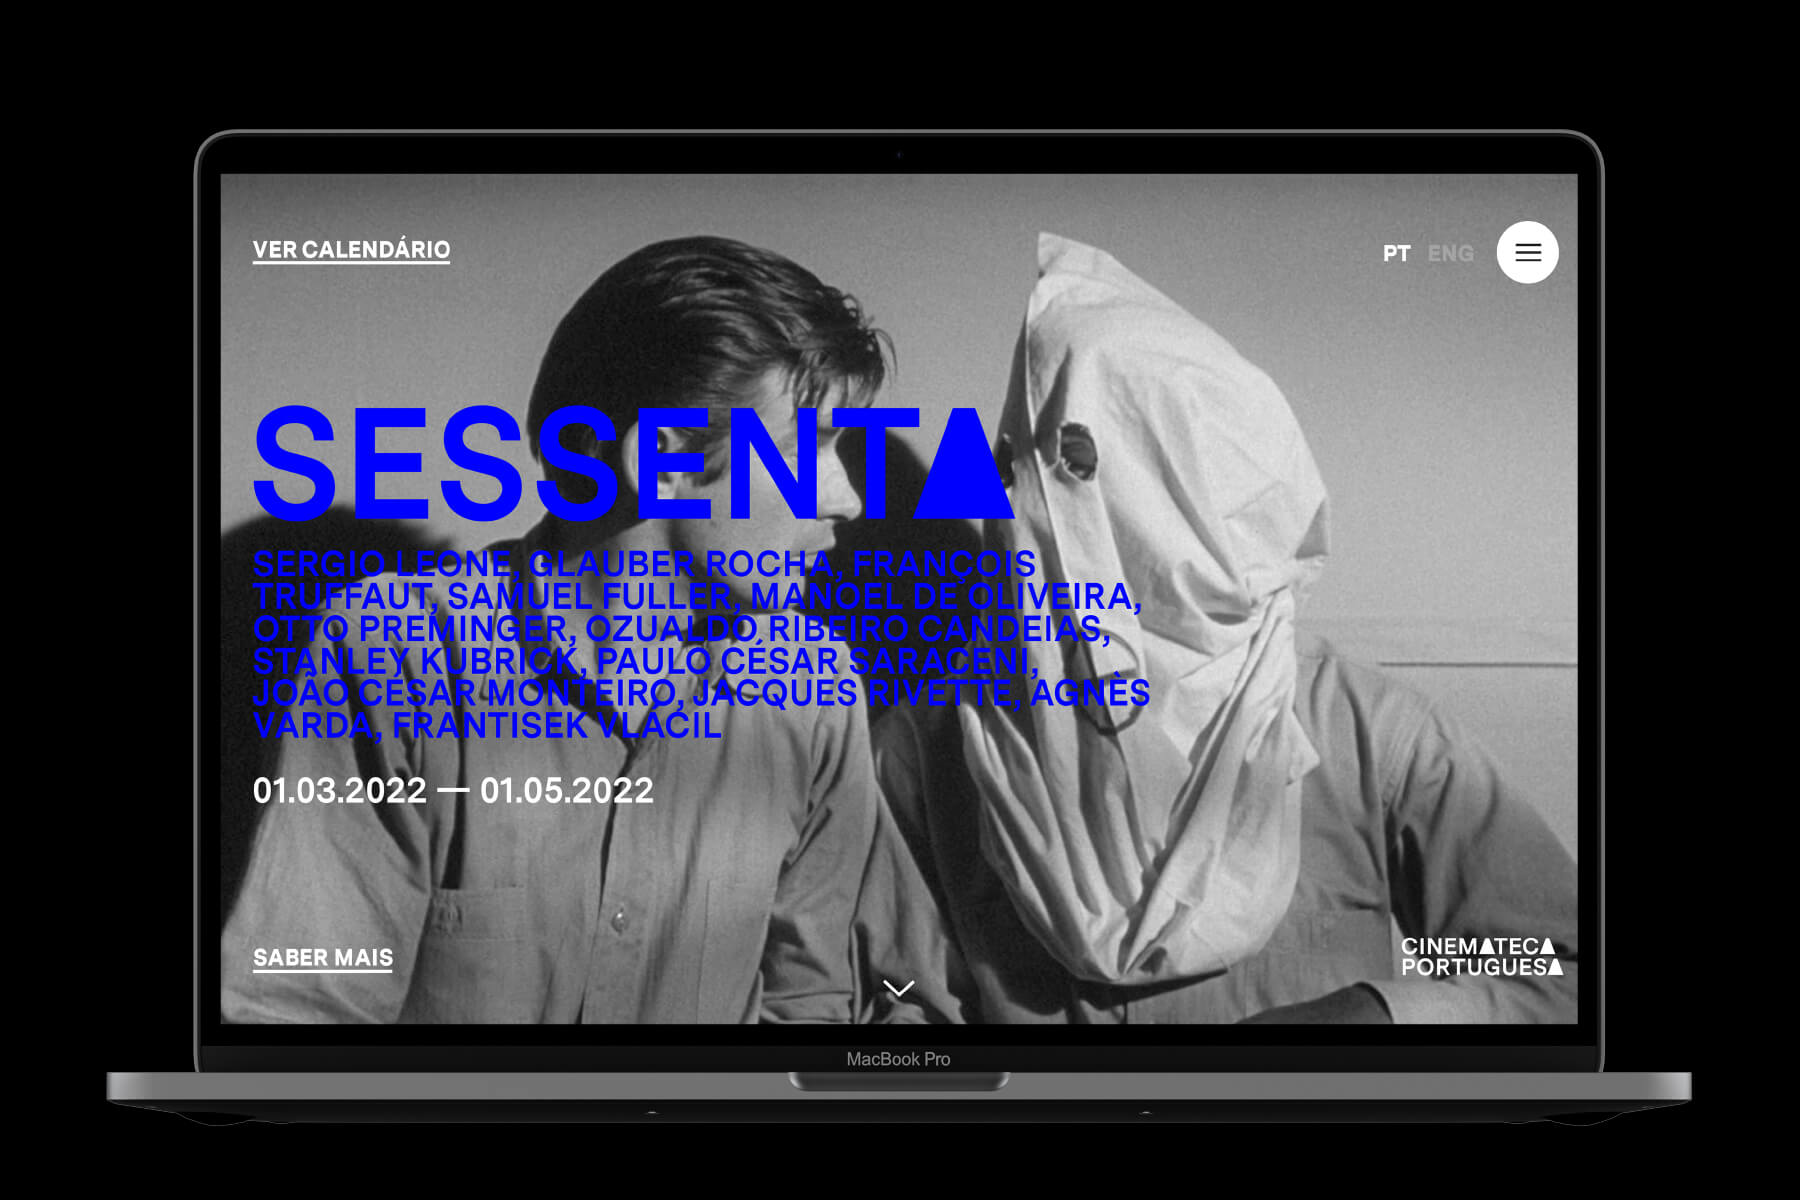 VER CALENDÁRIO
PT ENG
SESSENTA
SERGIO LEONE, GLAUBER ROCHA, FRANÇOIS
TRUFFAUT, SAMUEL FULLER, MANOEL DE OLIVEIRA,
OTTO PREMINGER, OZUALDO RIBEIRO CANDEIAS,
STANLEY KUBRICK, PAULO CÉSAR SARACENI,
JOÃO CÉSAR MONTEIRO, JACQUES RIVETTE, AGNÈS
VARDA, FRANTISEK VLÁCIL
01.03.2022 — 01.05.2022
SABER MAIS
CINEMATECA
PORTUGUESA
MacBook Pro